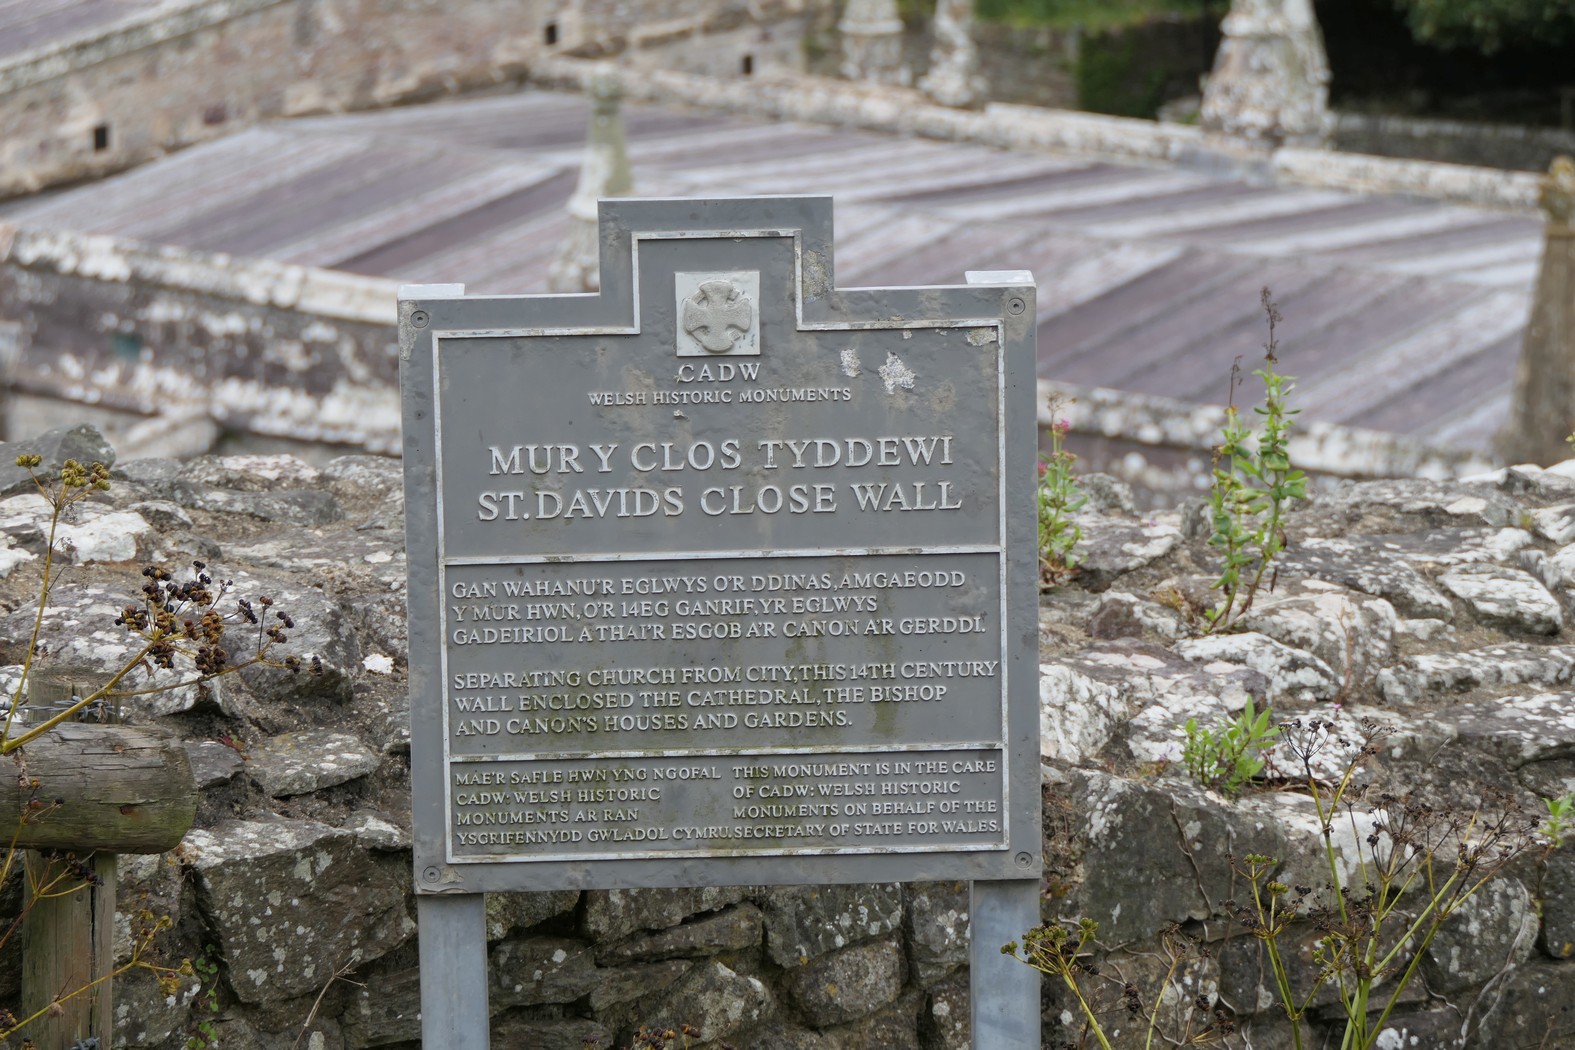 CADW
WELSH HISTORIC MONUMENTS
MUR Y CLOS TYDDEWI
ST. DAVIDS CLOSE WALL
GAN WAHANU'R EGLWYS O'R DDINAS, AMGAEODD
Y MUR HWN, O'R 14EG GANRIF, YR EGLWYS
GADEIRIOL A THAI'R ESGOB A'R CANON A'R GERDDI.
SEPARATING CHURCH FROM CITY, THIS 14TH CENTURY
WALL ENCLOSED THE CATHEDRAL, THE BISHOP
AND CANON'S HOUSES AND GARDENS.
MAE'R SAFLE HWN YNG NGOFAL
CADW: WELSH HISTORIC
MONUMENTS AR RAN
YSGRIFENNYDD GWLADOL CYMRU.
THIS MONUMENT IS IN THE CARE
OF CADW: WELSH HISTORIC
MONUMENTS ON BEHALF OF THE
SECRETARY OF STATE FOR WALES.